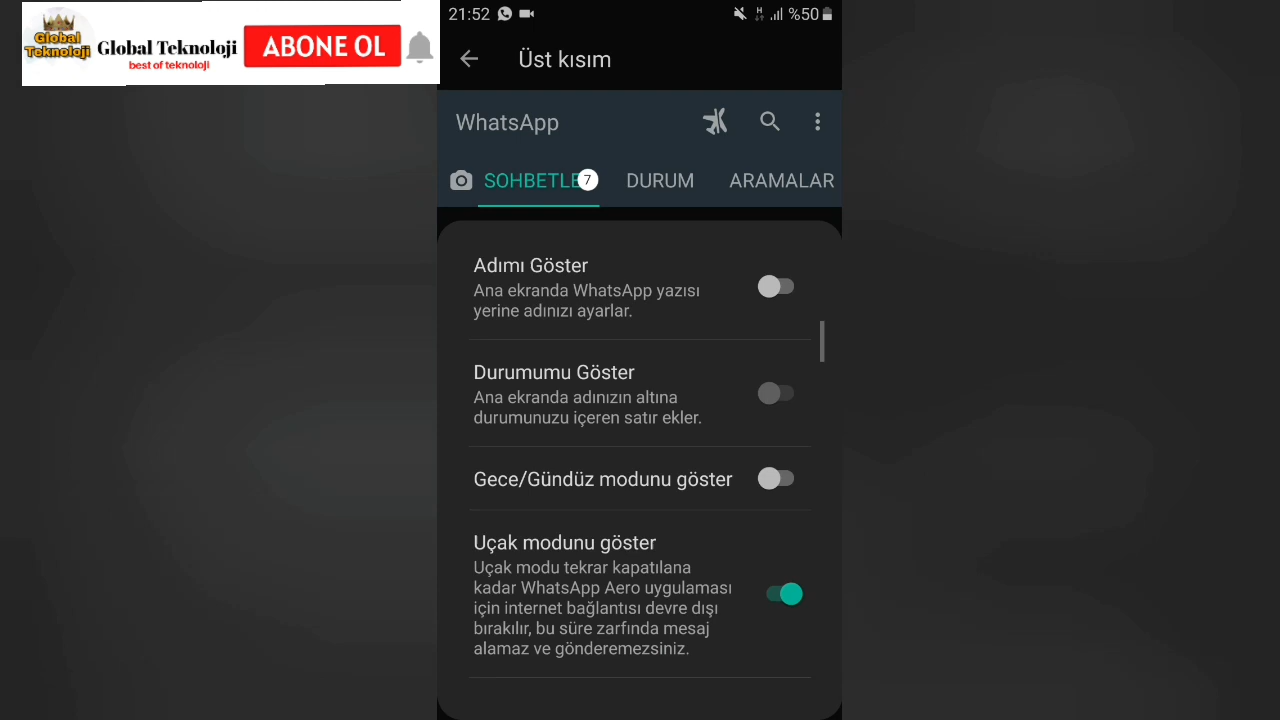 Global
Teknoloji
Global Teknoloji
best of teknoloji
ABONE OL
21:52
%50
Üst kısım
WhatsApp
SOHBETLE 7
DURUM
ARAMALAR
Adımı Göster
Ana ekranda WhatsApp yazısı
yerine adınızı ayarlar.
Durumumu Göster
Ana ekranda adınızın altına
durumunuzu içeren satır ekler.
Gece/Gündüz modunu göster
Uçak modunu göster
Uçak modu tekrar kapatılana
kadar WhatsApp Aero uygulaması
için internet bağlantısı devre dışı
bırakılır, bu süre zarfında mesaj
alamaz ve gönderemezsiniz.